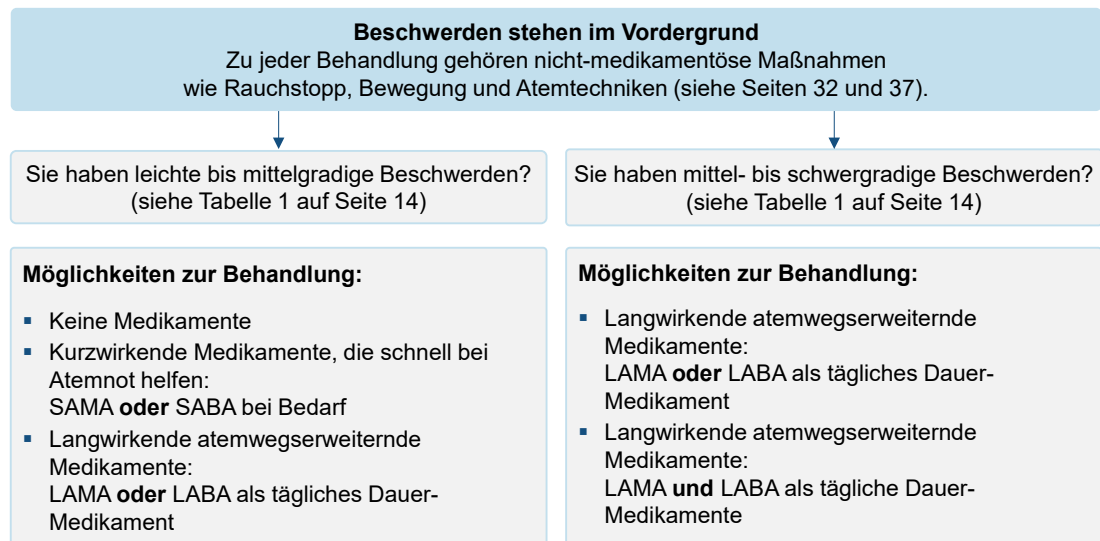 Beschwerden stehen im Vordergrund
Zu jeder Behandlung gehören nicht-medikamentöse Maßnahmen
wie Rauchstopp, Bewegung und Atemtechniken (siehe Seiten 32 und 37).
Sie haben leichte bis mittelgradige Beschwerden?
(siehe Tabelle 1 auf Seite 14)
Möglichkeiten zur Behandlung:
▪ Keine Medikamente
▪ Kurzwirkende Medikamente, die schnell bei
Atemnot helfen:
SAMA oder SABA bei Bedarf
▪ Langwirkende atemwegserweiternde
Medikamente:
LAMA oder LABA als tägliches Dauer-
Medikament
Sie haben mittel- bis schwergradige Beschwerden?
(siehe Tabelle 1 auf Seite 14)
Möglichkeiten zur Behandlung:
▪ Langwirkende atemwegserweiternde
Medikamente:
LAMA oder LABA als tägliches Dauer-
Medikament
▪ Langwirkende atemwegserweiternde
Medikamente:
LAMA und LABA als tägliche Dauer-
Medikamente